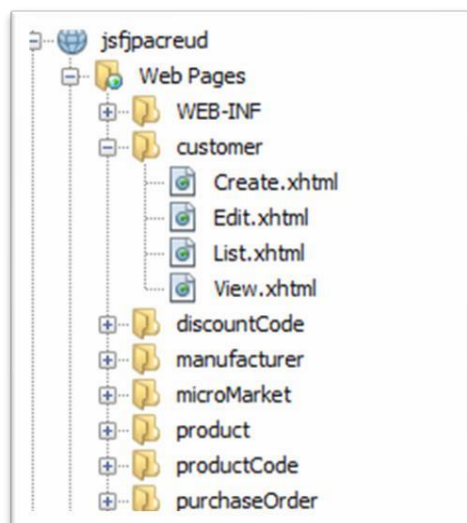 jsfjpacreud
Web Pages
WEB-INF
customer
Create.xhtml
Edit.xhtml
List.xhtml
View.xhtml
discountCode
manufacturer
microMarket
product
productCode
purchaseOrder